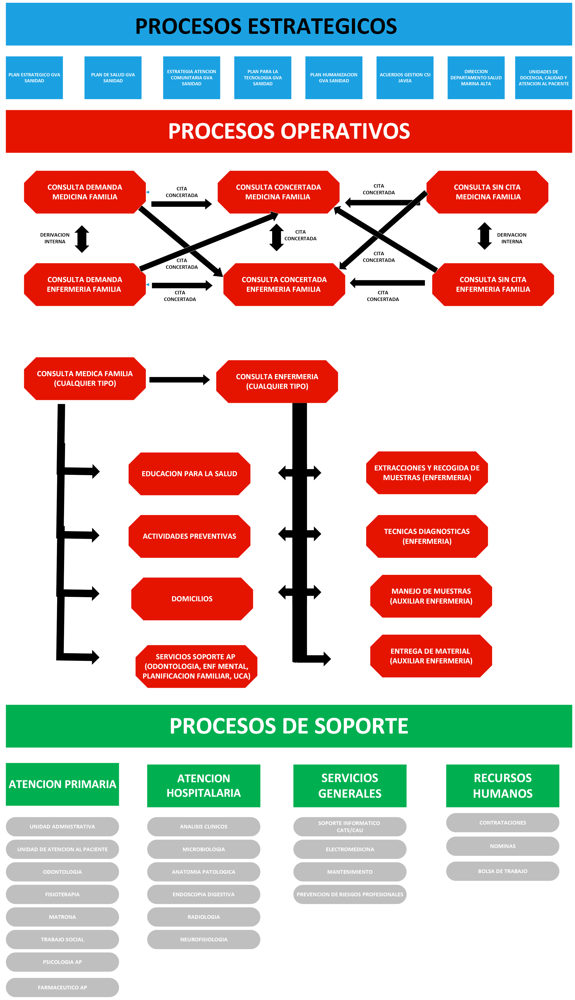 PROCESOS ESTRATEGICOS
PLAN ESTRATEGICO GVA
SANIDAD
PLAN DE SALUD GVA
SANIDAD
ESTRATEGIA ATENCION
COMUNITARIA GVA
SANIDAD
PLAN PARA LA
TECNOLOGIA GVA
SANIDAD
PLAN HUMANIZACION
GVA SANIDAD
ACUERDOS GESTION CSI
JAVEA
DIRECCION
DEPARTAMENTO SALUD
MARINA ALTA
UNIDADES DE
DOCENCIA, CALIDAD Y
ATENCION AL PACIENTE
PROCESOS OPERATIVOS
CONSULTA DEMANDA
MEDICINA FAMILIA
CITA
CONCERTADA
CONSULTA CONCERTADA
MEDICINA FAMILIA
CITA
CONCERTADA
CONSULTA SIN CITA
MEDICINA FAMILIA
DERIVACION
INTERNA
CITA
CONCERTADA
DERIVACION
INTERNA
CITA
CONCERTADA
CITA
CONCERTADA
CONSULTA DEMANDA
ENFERMERIA FAMILIA
CITA
CONCERTADA
CONSULTA CONCERTADA
ENFERMERIA FAMILIA
CITA
CONCERTADA
CONSULTA SIN CITA
ENFERMERIA FAMILIA
CONSULTA MEDICA FAMILIA
(CUALQUIER TIPO)
CONSULTA ENFERMERIA
(CUALQUIER TIPO)
EDUCACION PARA LA SALUD
EXTRACCIONES Y RECOGIDA DE
MUESTRAS (ENFERMERIA)
ACTIVIDADES PREVENTIVAS
TECNICAS DIAGNOSTICAS
(ENFERMERIA)
DOMICILIOS
MANEJO DE MUESTRAS
(AUXILIAR ENFERMERIA)
SERVICIOS SOPORTE AP
(ODONTOLOGIA, ENF MENTAL,
PLANIFICACION FAMILIAR, UCA)
ENTREGA DE MATERIAL
(AUXILIAR ENFERMERIA)
PROCESOS DE SOPORTE
ATENCION PRIMARIA
UNIDAD ADMNISTRATIVA
UNIDAD DE ATENCION AL PACIENTE
ODONTOLOGIA
FISIOTERAPIA
MATRONA
TRABAJO SOCIAL
PSICOLOGIA AP
FARMACEUTICO AP
ATENCION
HOSPITALARIA
ANALISIS CLINICOS
MICROBIOLOGIA
ANATOMIA PATOLOGICA
ENDOSCOPIA DIGESTIVA
RADIOLOGIA
NEUROFISIOLOGIA
SERVICIOS
GENERALES
SOPORTE INFORMATICO
CATS/CAU
ELECTROMEDICINA
MANTENIMIENTO
PREVENCION DE RIESGOS PROFESIONALES
RECURSOS
HUMANOS
CONTRATACIONES
NOMINAS
BOLSA DE TRABAJO